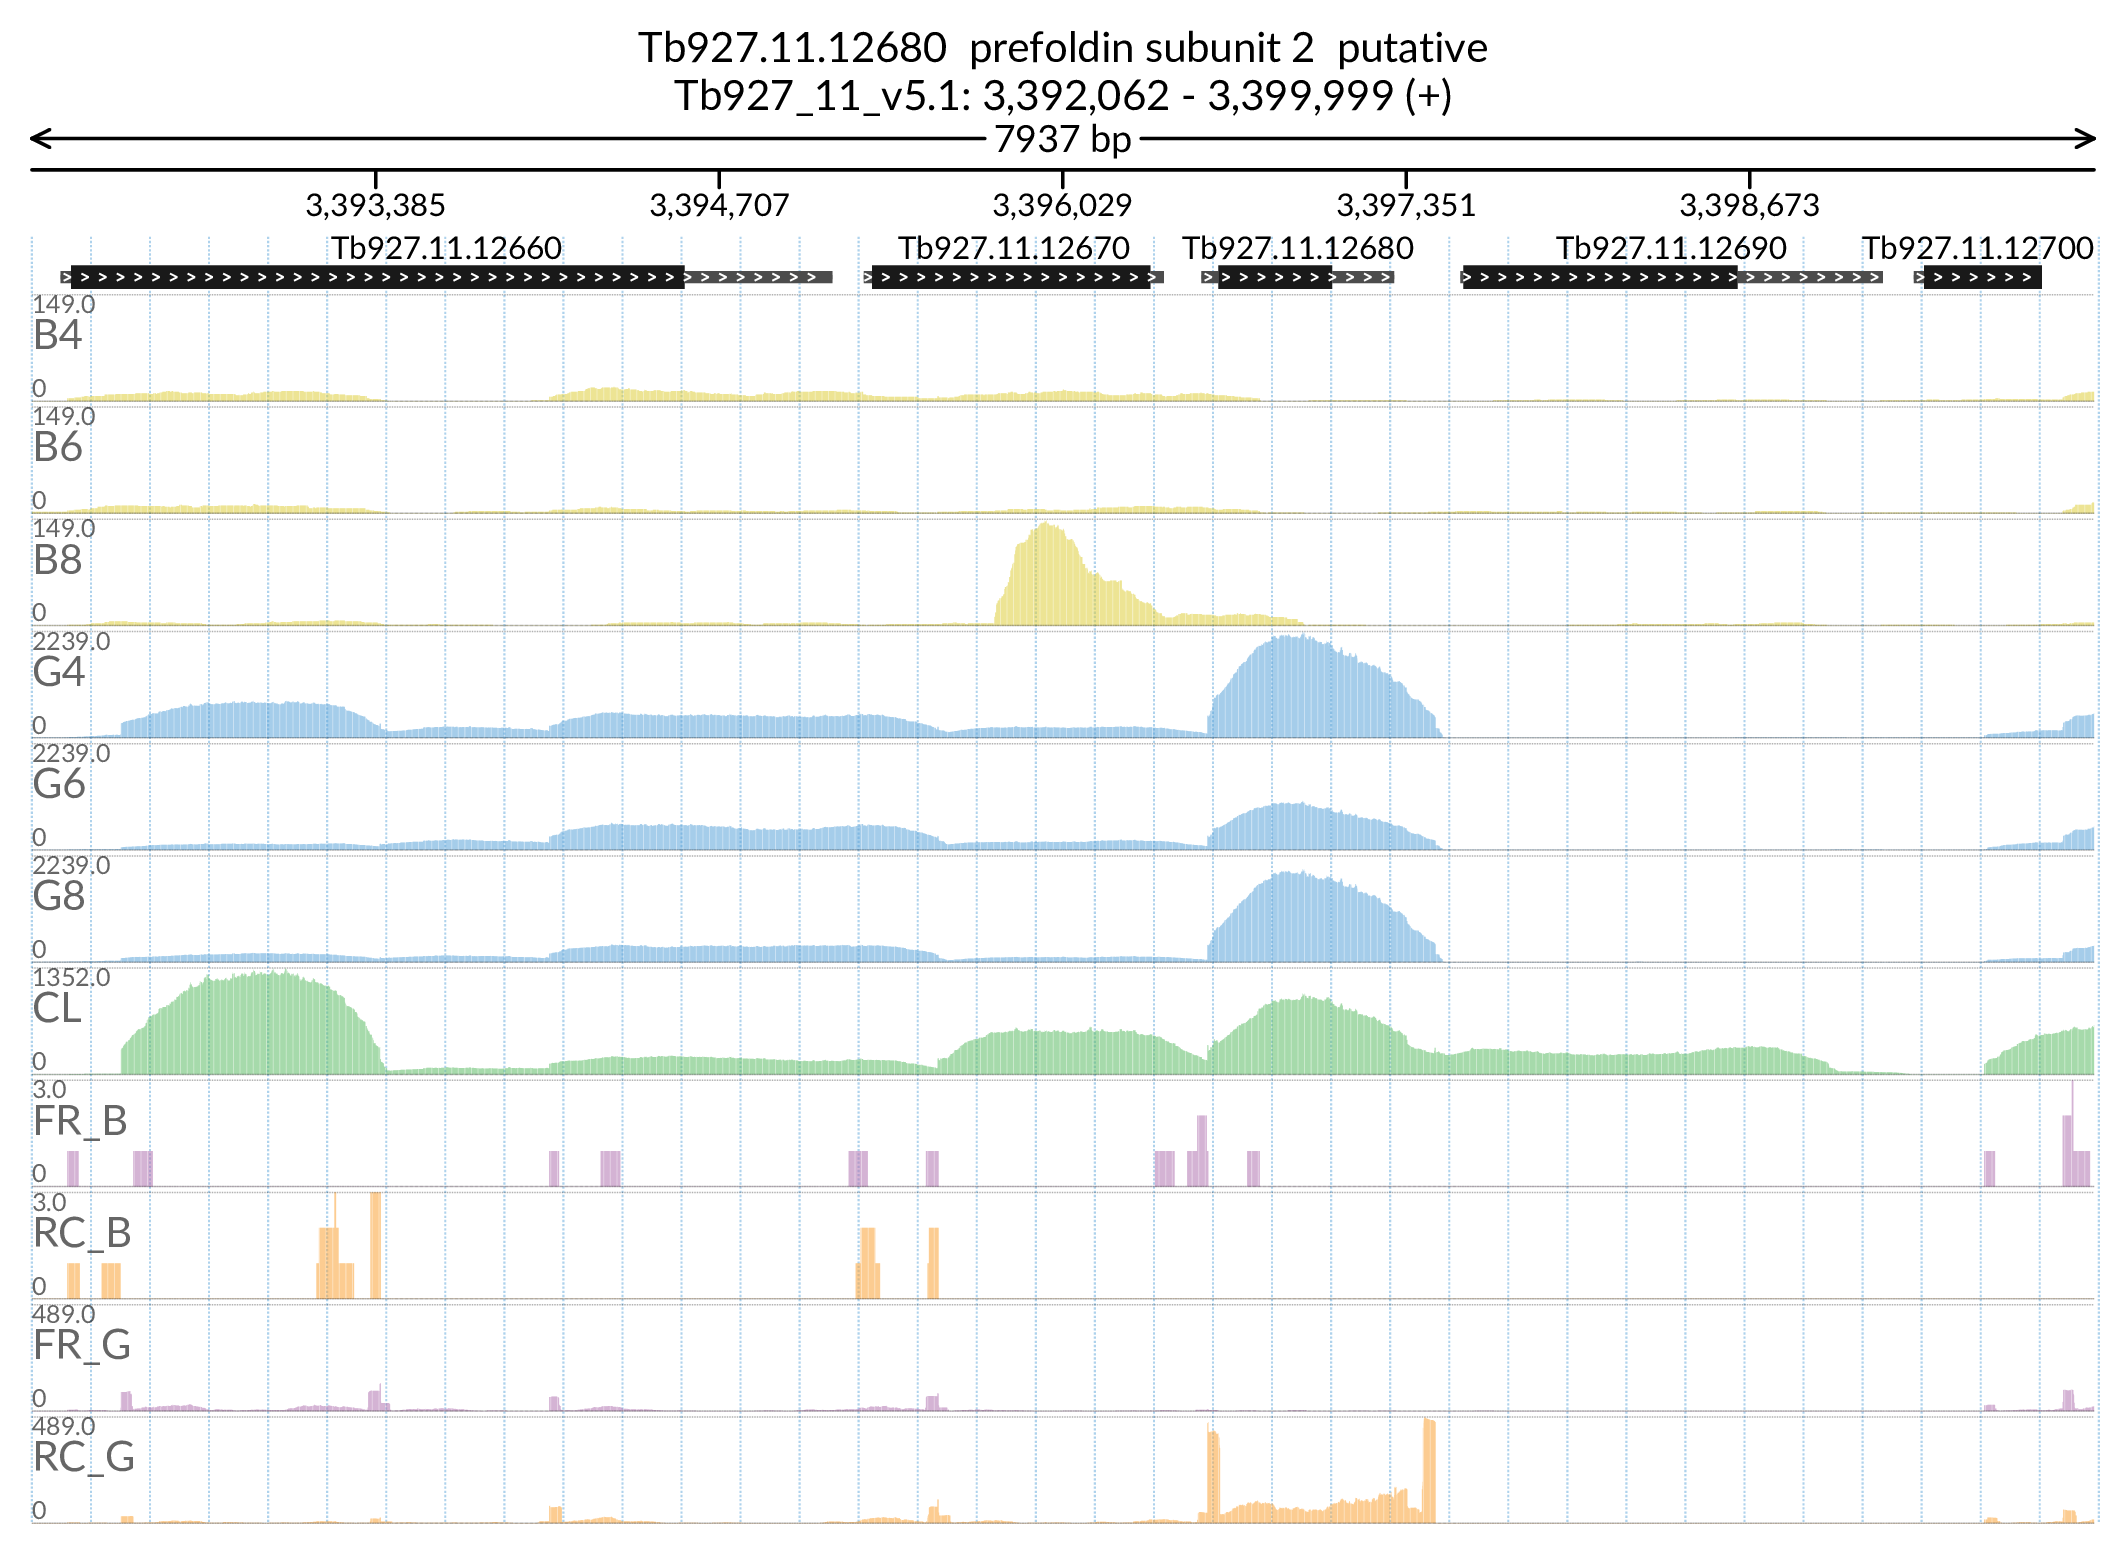 Tb927.11.12680  prefoldin subunit 2  putative
Tb927_11_v5.1: 3,392,062 - 3,399,999 (+)
7937 bp
3,393,385 3,394,707 3,396,029 3,397,351 3,398,673
Tb927.11.12660 Tb927.11.12670 Tb927.11.12680 Tb927.11.12690 Tb927.11.12700
149.0
B4
0
149.0
B6
0
149.0
B8
0
2239.0
G4
0
2239.0
G6
0
2239.0
G8
0
1352.0
CL
0
3.0
FR_B
0
3.0
RC_B
0
489.0
FR_G
0
489.0
RC_G
0